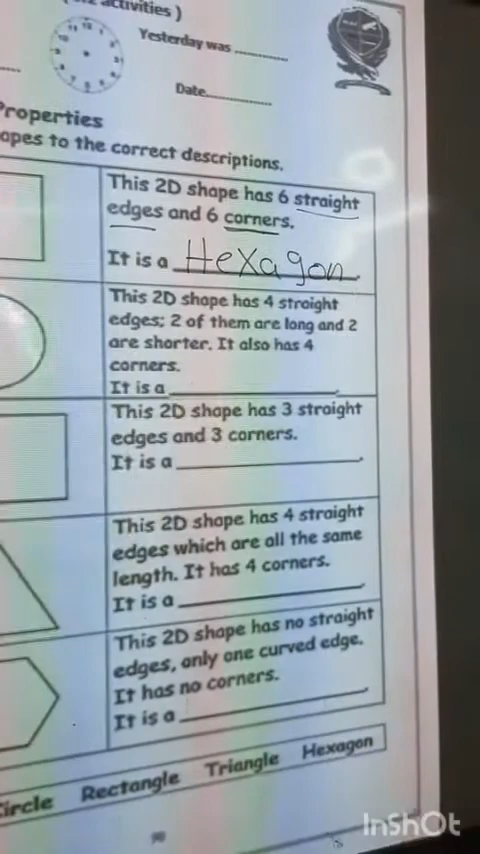 activities )
Yesterday was ............
Date................
Properties
to the correct descriptions.
This 2D shape has 6 straight
edges and 6 corners.
It is a Hexagon.
This 2D shape has 4 straight
edges; 2 of them are long and 2
are shorter. It also has 4
corners.
It is a ____________.
This 2D shape has 3 straight
edges and 3 corners.
It is a ____________.
This 2D shape has 4 straight
edges which are all the same
length. It has 4 corners.
It is a ____________.
This 2D shape has no straight
edges, only one curved edge.
It has no corners.
It is a ____________.
Circle Rectangle Triangle Hexagon
InShOt